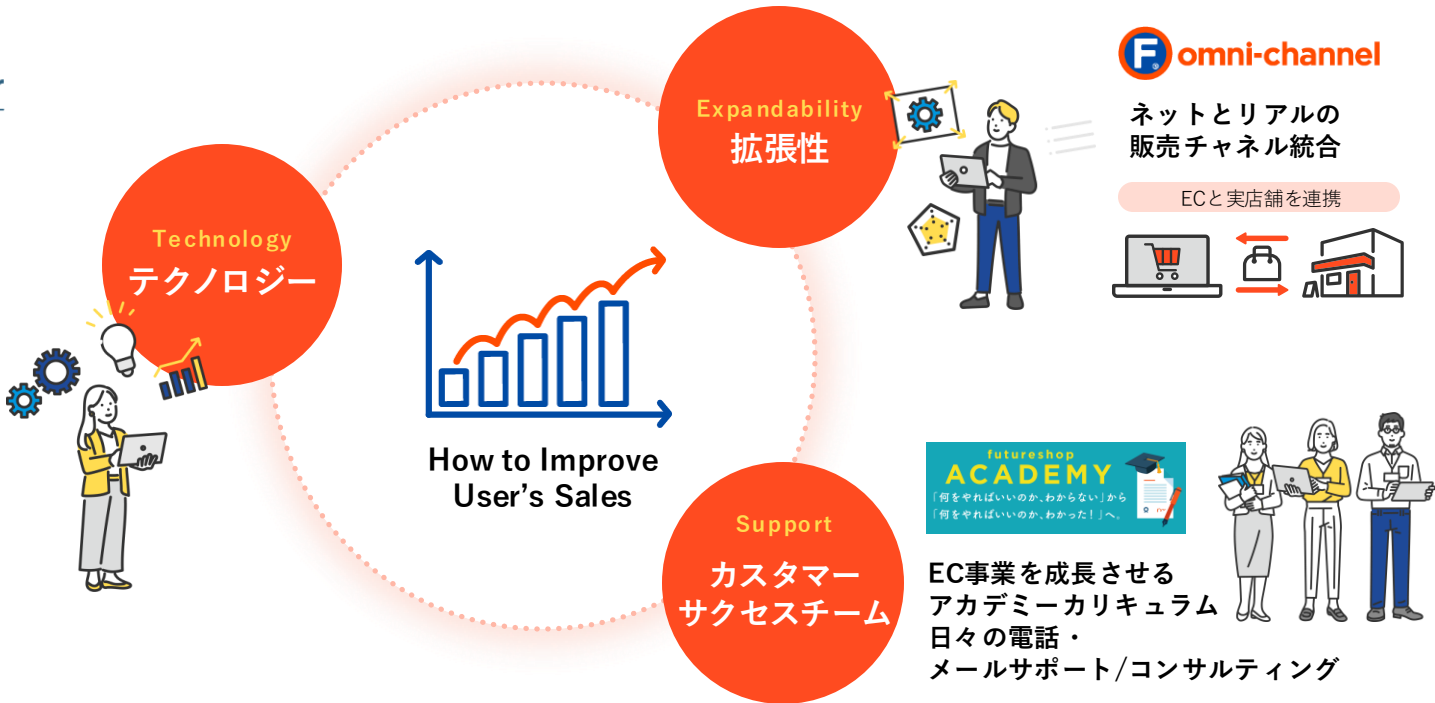 Technology
テクノロジー
Expandability
拡張性
omni-channel
ネットとリアルの
販売チャネル統合
ECと実店舗を連携
How to Improve
User’s Sales
Support
カスタマー
サクセスチーム
futureshop
ACADEMY
「何をやればいいのか、わからない」から
「何をやればいいのか、わかった！」へ。
EC事業を成長させる
アカデミーカリキュラム
日々の電話・
メールサポート/コンサルティング